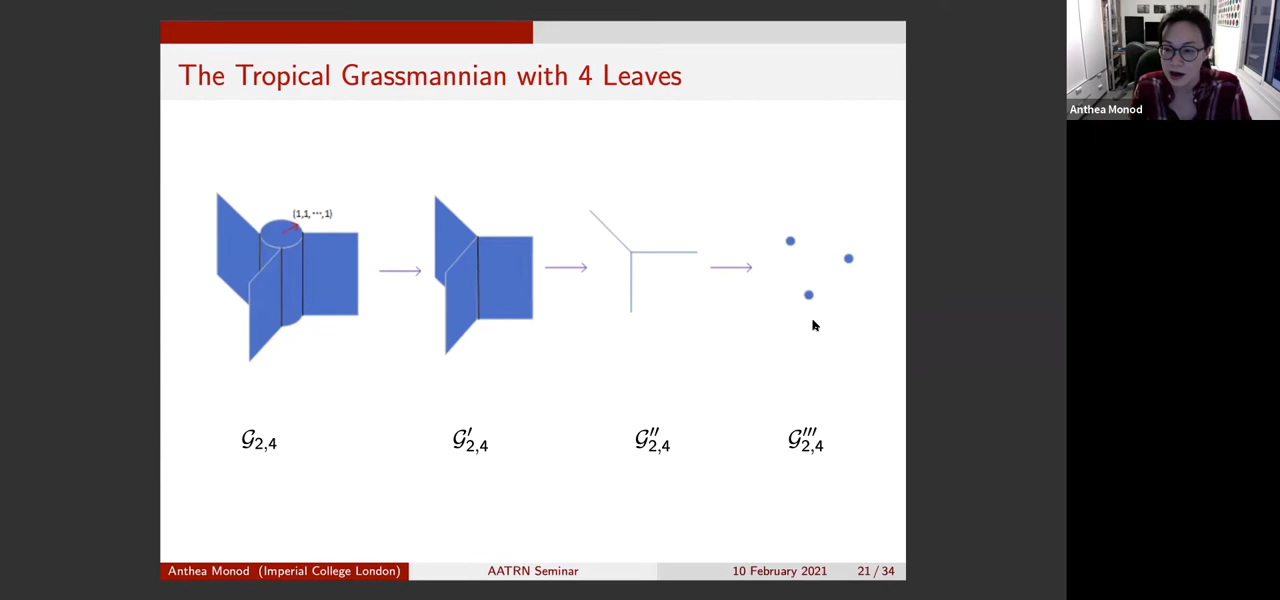 The Tropical Grassmannian with 4 Leaves
(1,1,⋯,1)
𝒢₂,₄ 𝒢′₂,₄ 𝒢″₂,₄ 𝒢‴₂,₄
Anthea Monod (Imperial College London) AATRN Seminar 10 February 2021 21 / 34
Anthea Monod